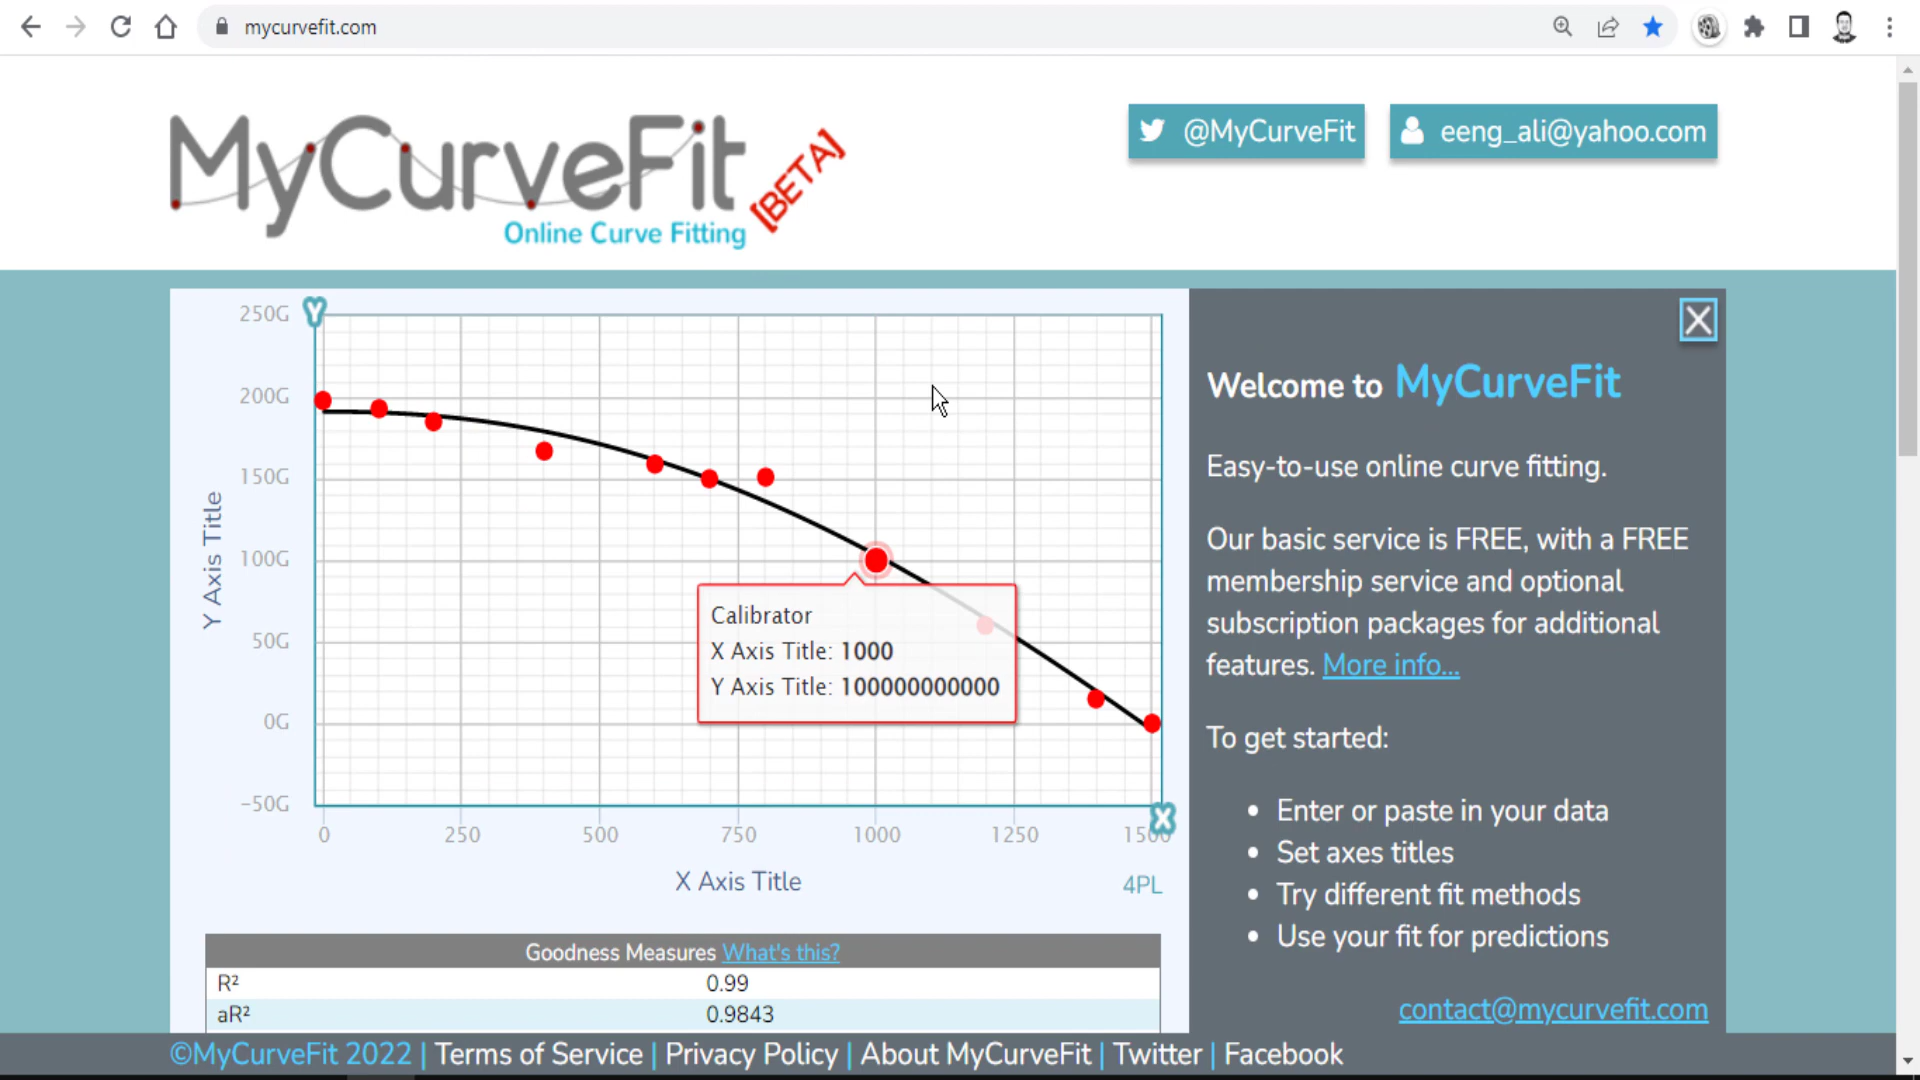 mycurvefit.com
MyCurveFit
[BETA]
Online Curve Fitting
@MyCurveFit
eeng_ali@yahoo.com
250G
200G
150G
100G
50G
0G
-50G
Y
Y Axis Title
Calibrator
X Axis Title: 1000
Y Axis Title: 100000000000
0
250
500
750
1000
1250
1500
X
X Axis Title
4PL
Goodness Measures What's this?
R² 0.99
aR² 0.9843
X
Welcome to MyCurveFit
Easy-to-use online curve fitting.
Our basic service is FREE, with a FREE
membership service and optional
subscription packages for additional
features. More info...
To get started:
• Enter or paste in your data
• Set axes titles
• Try different fit methods
• Use your fit for predictions
contact@mycurvefit.com
©MyCurveFit 2022 | Terms of Service | Privacy Policy | About MyCurveFit | Twitter | Facebook